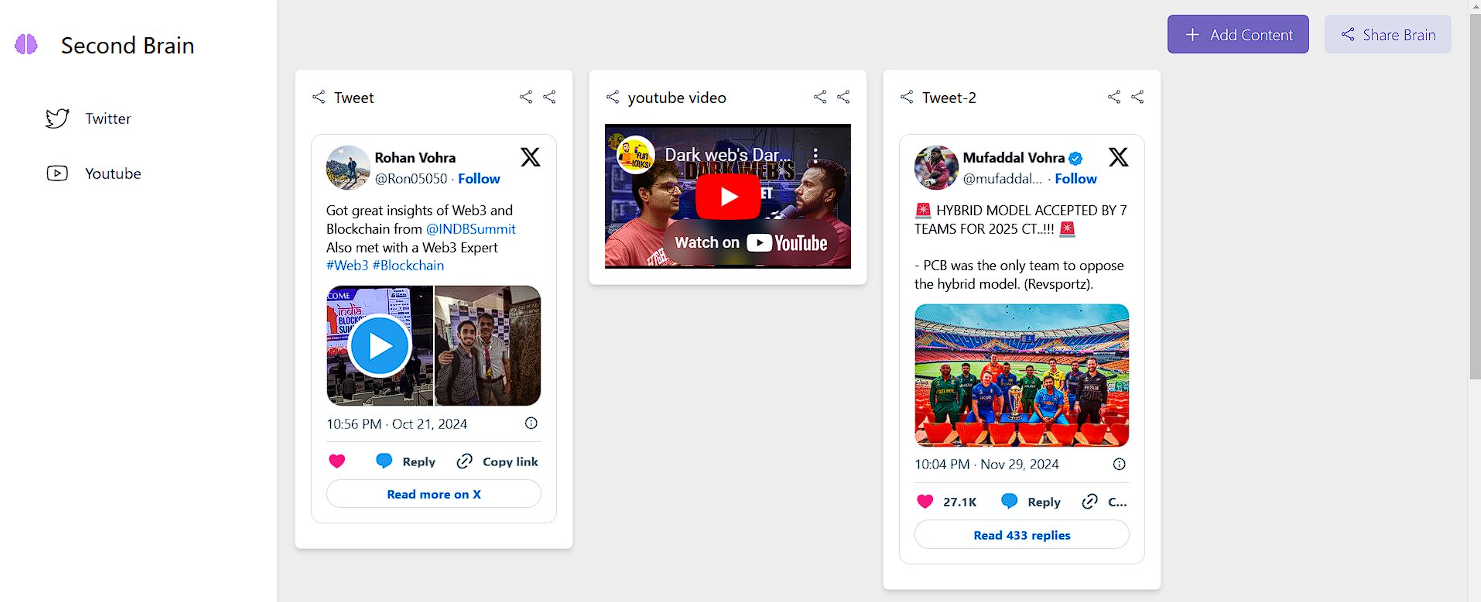 Second Brain
Twitter
Youtube
Add Content
Share Brain
Tweet
Rohan Vohra
@Ron05050 · Follow
Got great insights of Web3 and
Blockchain from @INDBSummit
Also met with a Web3 Expert
#Web3 #Blockchain
COME
india
10:56 PM · Oct 21, 2024
Reply
Copy link
Read more on X
youtube video
Dark web's Dar...
DARK WEB'S
Watch on YouTube
Tweet-2
Mufaddal Vohra
@mufaddal... · Follow
🚨 HYBRID MODEL ACCEPTED BY 7
TEAMS FOR 2025 CT..!!! 🚨
- PCB was the only team to oppose
the hybrid model. (Revsportz).
10:04 PM · Nov 29, 2024
27.1K
Reply
C...
Read 433 replies